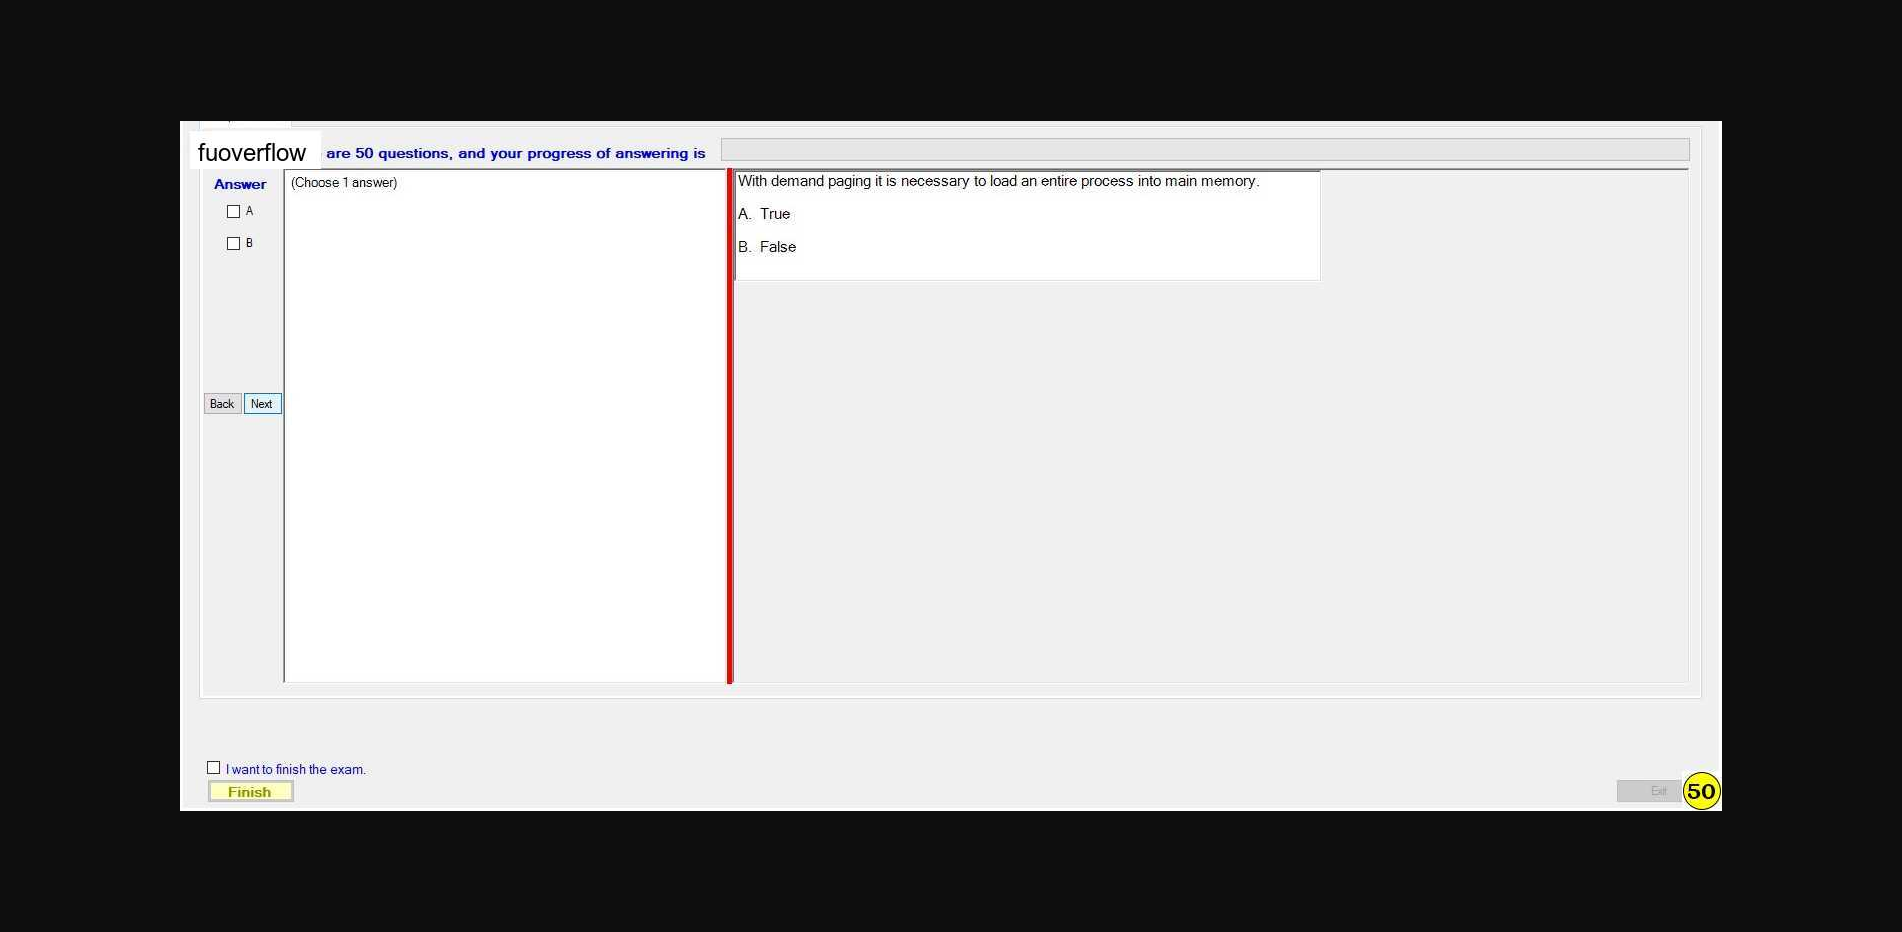 fuoverflow are 50 questions, and your progress of answering is
Answer
(Choose 1 answer)
A
B
Back Next
With demand paging it is necessary to load an entire process into main memory.
A. True
B. False
I want to finish the exam.
Finish
Exit
50